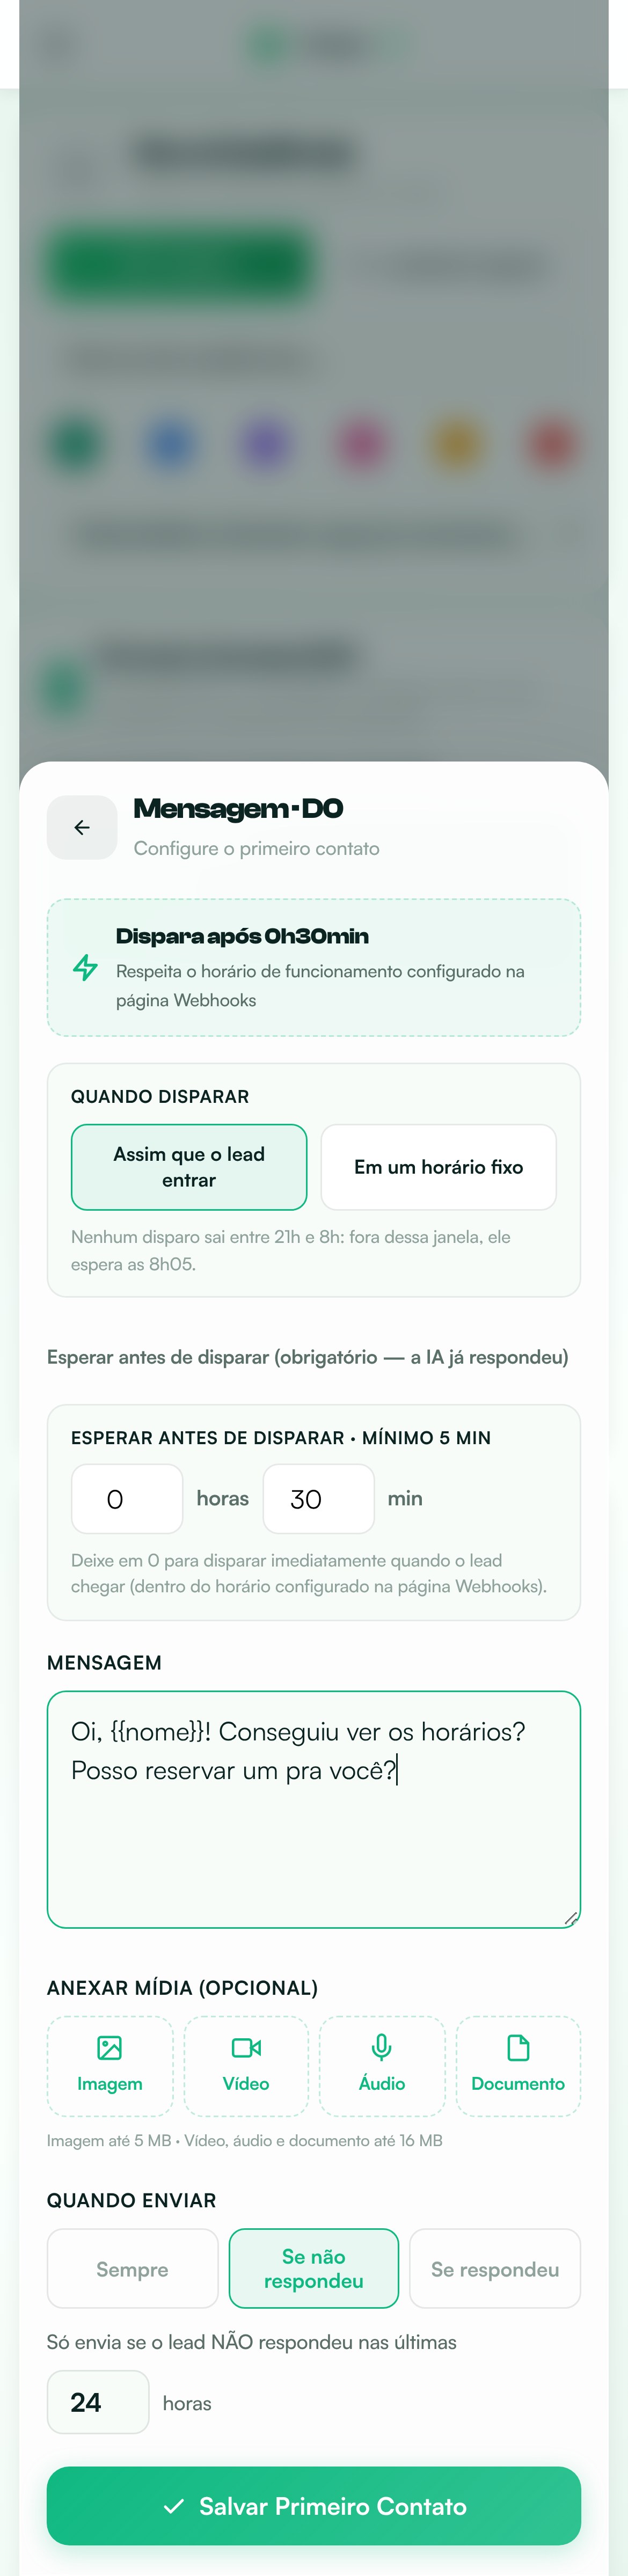 Mensagem · D0
Configure o primeiro contato
Dispara após 0h30min
Respeita o horário de funcionamento configurado na
página Webhooks
QUANDO DISPARAR
Assim que o lead
entrar
Em um horário fixo
Nenhum disparo sai entre 21h e 8h: fora dessa janela, ele
espera as 8h05.
Esperar antes de disparar (obrigatório — a IA já respondeu)
ESPERAR ANTES DE DISPARAR · MÍNIMO 5 MIN
0 horas 30 min
Deixe em 0 para disparar imediatamente quando o lead
chegar (dentro do horário configurado na página Webhooks).
MENSAGEM
Oi, {{nome}}! Conseguiu ver os horários?
Posso reservar um pra você?
ANEXAR MÍDIA (OPCIONAL)
Imagem Vídeo Áudio Documento
Imagem até 5 MB · Vídeo, áudio e documento até 16 MB
QUANDO ENVIAR
Sempre
Se não
respondeu
Se respondeu
Só envia se o lead NÃO respondeu nas últimas
24 horas
Salvar Primeiro Contato